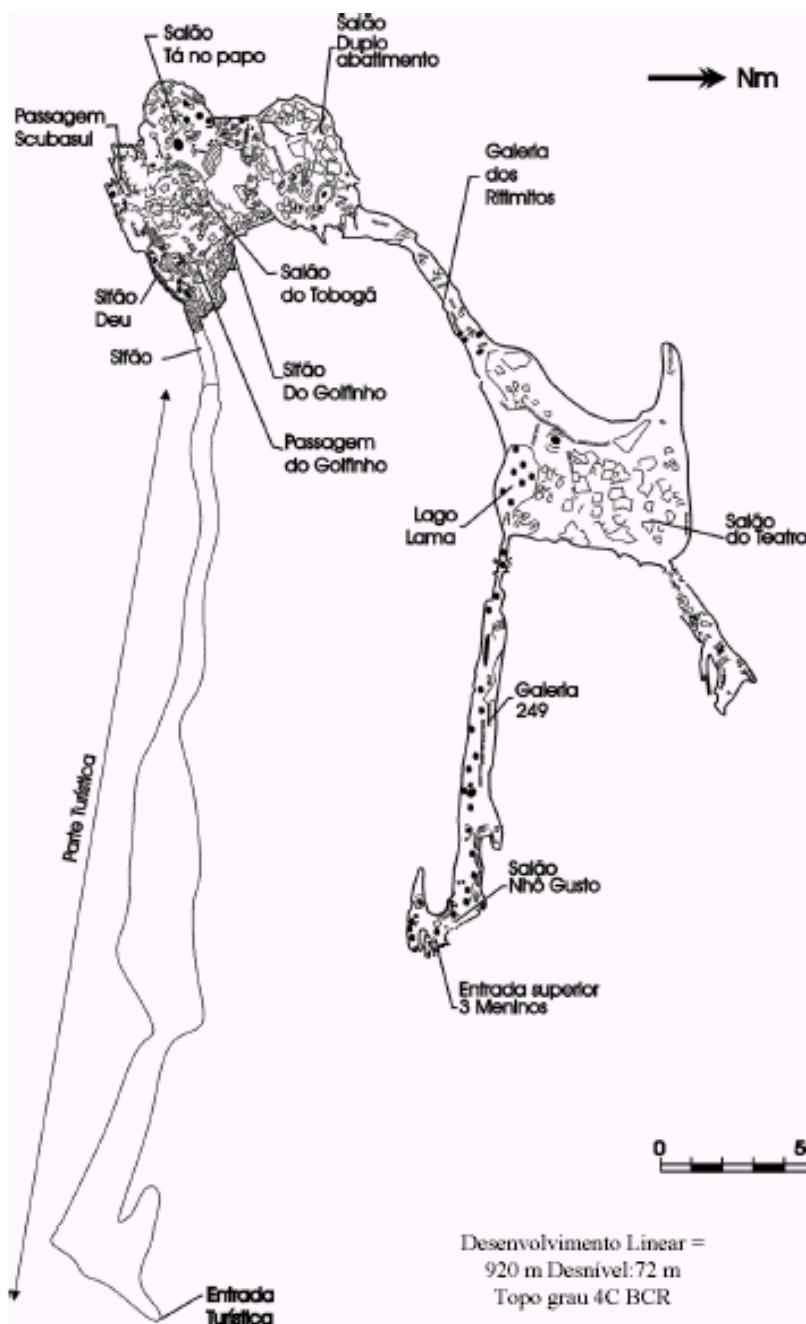 Salão
Tá no papo
Salão
Duplo
abatimento
Nm
Passagem
Scubasul
Galeria
dos
Ritimitos
Salão
do Tobogã
Sifão
Deu
Sifão
Sifão
Do Golfinho
Passagem
do Golfinho
Lago
Lama
Salão
do Teatro
Galeria
249
Parte Turística
Salão
Nhô Gusto
Entrada superior
3 Meninos
0 5
Desenvolvimento Linear =
920 m Desnível:72 m
Topo grau 4C BCR
Entrada
Turística